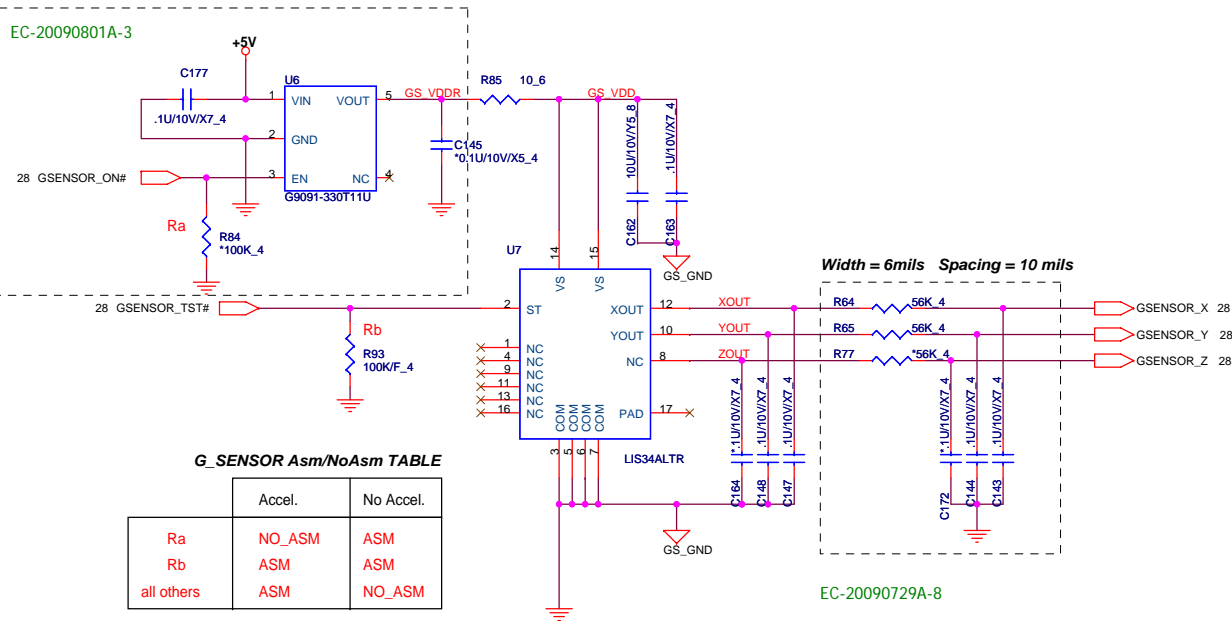 EC-20090801A-3
+5V
C177
.1U/10V/X7_4
U6
1 VIN VOUT 5
2 GND
3 EN NC 4
G9091-330T11U
28 GSENSOR_ON#
Ra
R84
*100K_4
GS_VDDR
R85 10_6
GS_VDD
C145
*0.1U/10V/X5_4
10U/10V/Y5_8
.1U/10V/X7_4
C162
C163
GS_GND
28 GSENSOR_TST#
Rb
R93
100K/F_4
U7
14 15
VS VS
2 ST XOUT 12 XOUT
YOUT 10 YOUT
1 NC
4 NC NC 8 ZOUT
9 NC
11 NC
13 NC
16 NC PAD 17
COM COM COM COM
3 5 6 7
LIS34ALTR
Width = 6mils Spacing = 10 mils
R64 56K_4 GSENSOR_X 28
R65 56K_4 GSENSOR_Y 28
R77 *56K_4 GSENSOR_Z 28
*.1U/10V/X7_4
.1U/10V/X7_4
.1U/10V/X7_4
C164
C148
C147
*.1U/10V/X7_4
.1U/10V/X7_4
.1U/10V/X7_4
C172
C144
C143
GS_GND
EC-20090729A-8
G_SENSOR Asm/NoAsm TABLE
Accel. No Accel.
Ra NO_ASM ASM
Rb ASM ASM
all others ASM NO_ASM